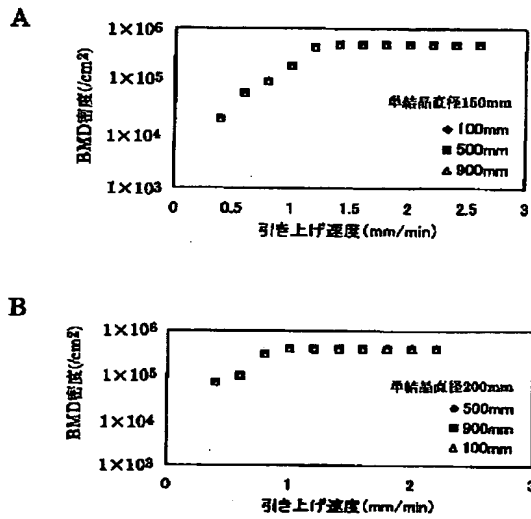 A
BMD密度(/cm2)
1×10⁶
1×10⁵
1×10⁴
1×10³
単結晶直径150mm
100mm
500mm
900mm
0
0.5
1
1.5
2
2.5
3
引き上げ速度(mm/min)
B
BMD密度(/cm2)
1×10⁶
1×10⁵
1×10⁴
1×10³
単結晶直径200mm
500mm
900mm
100mm
0
1
2
3
引き上げ速度(mm/min)